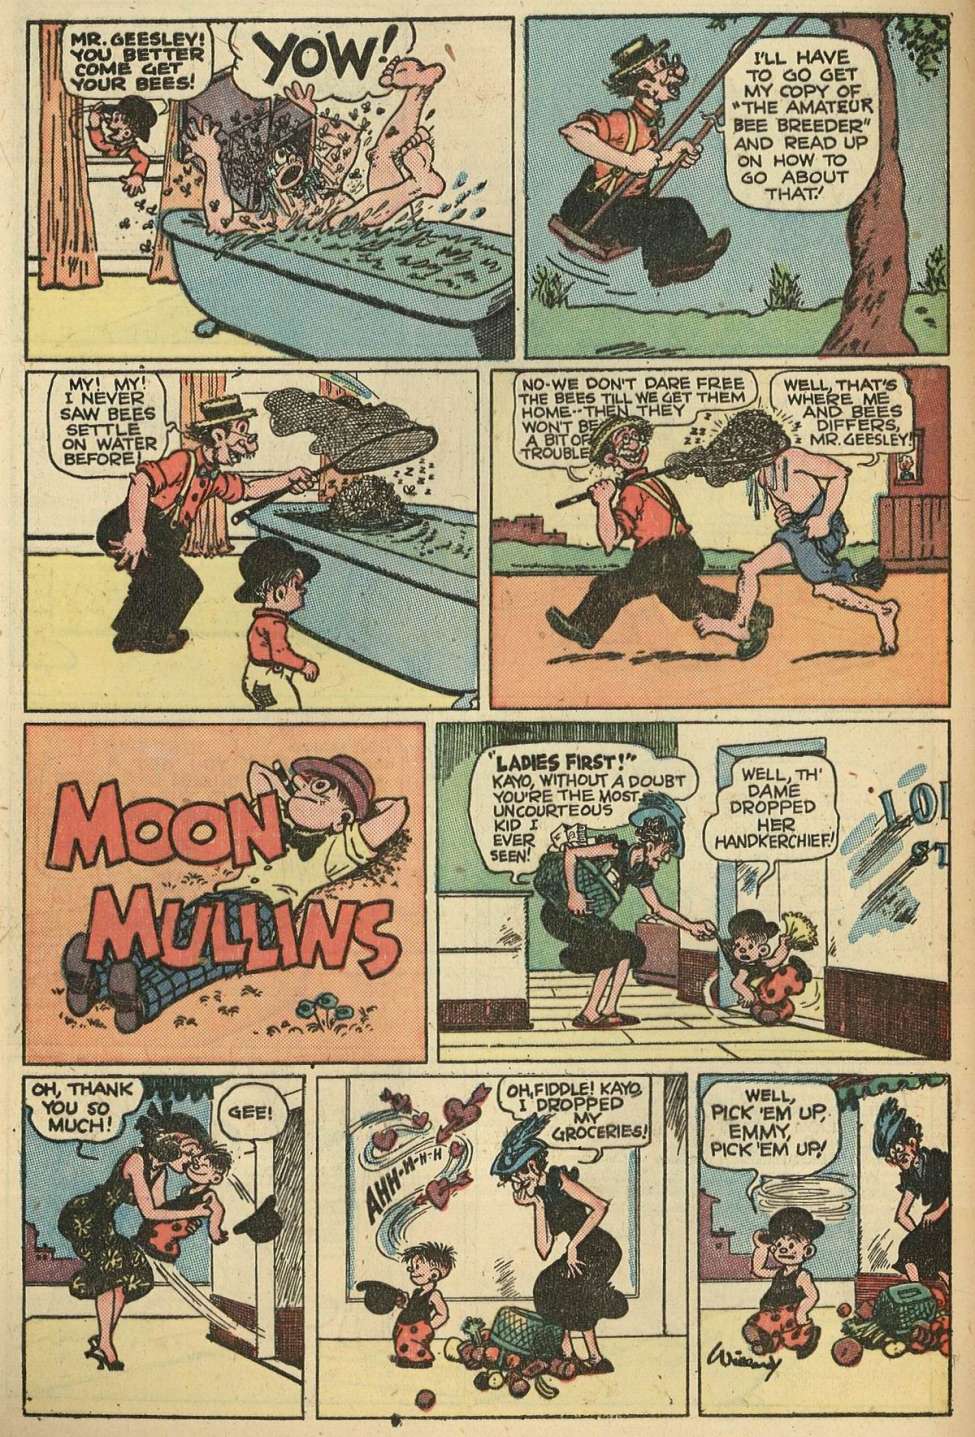 MR. GEESLEY!
YOU BETTER
COME GET
YOUR BEES!
YOW!
I'LL HAVE
TO GO GET
MY COPY OF
"THE AMATEUR
BEE BREEDER"
AND READ UP
ON HOW TO
GO ABOUT
THAT!
MY! MY!
I NEVER
SAW BEES
SETTLE
ON WATER
BEFORE!
Z Z Z Z Z Z Z
NO-WE DON'T DARE FREE
THE BEES TILL WE GET THEM
HOME--THEN THEY
WON'T BE
A BIT OF
TROUBLE
ZZ
Z Z
WELL, THAT'S
WHERE ME
AND BEES
DIFFERS,
MR. GEESLEY!
MOON
MULLINS
"LADIES FIRST!"
KAYO, WITHOUT A DOUBT
YOU'RE THE MOST
UNCOURTEOUS
KID I
EVER
SEEN!
WELL, TH'
DAME
DROPPED
HER
HANDKERCHIEF!
LO
ST
OH, THANK
YOU SO
MUCH!
GEE!
AHH-H-H-H-H
OH, FIDDLE! KAYO,
I DROPPED
MY
GROCERIES!
WELL,
PICK 'EM UP,
EMMY,
PICK 'EM UP!
Willard